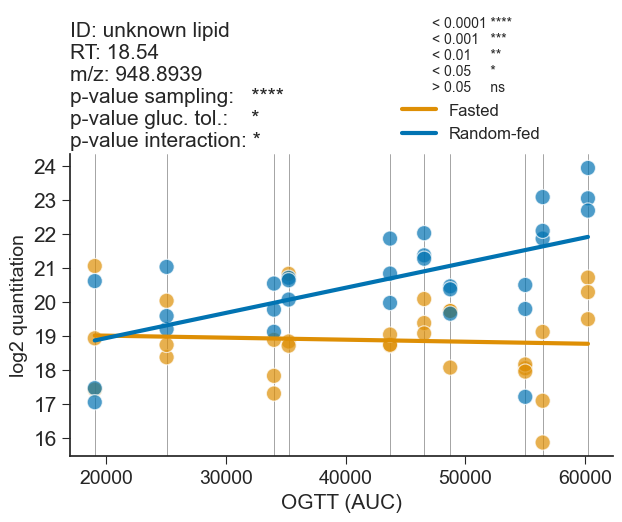 ID: unknown lipid
RT: 18.54
m/z: 948.8939
p-value sampling: ****
p-value gluc. tol.: *
p-value interaction: *
< 0.0001 ****
< 0.001 ***
< 0.01 **
< 0.05 *
> 0.05 ns
Fasted
Random-fed
log2 quantitation
24
23
22
21
20
19
18
17
16
20000 30000 40000 50000 60000
OGTT (AUC)